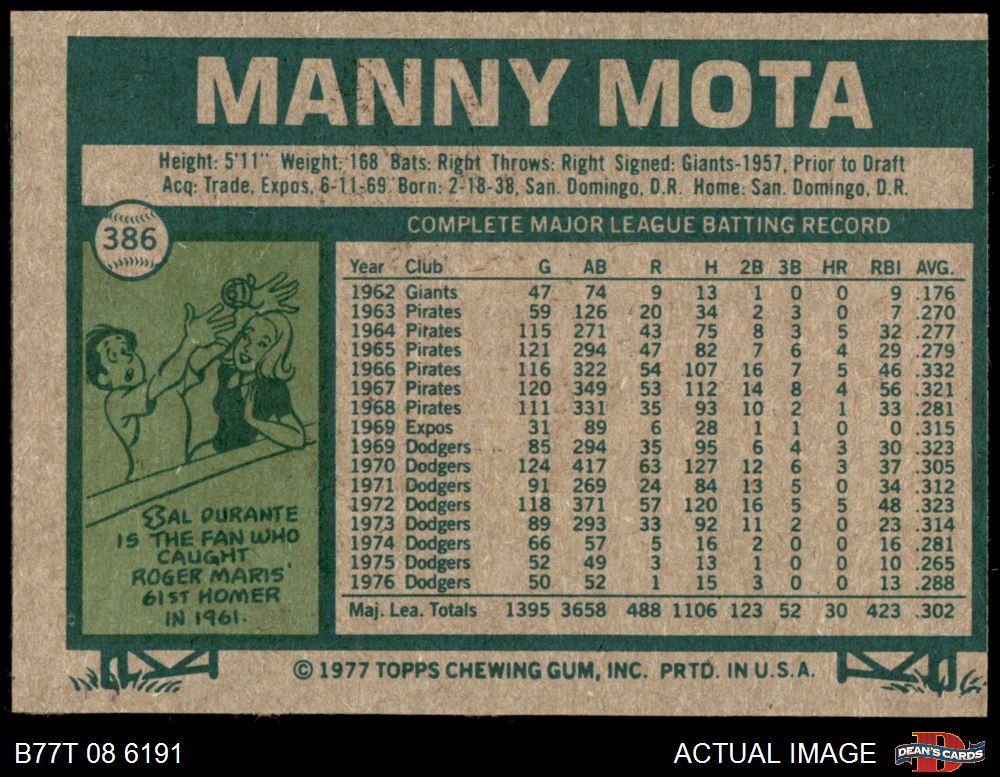 MANNY MOTA
Height: 5'11" Weight: 168 Bats: Right Throws: Right Signed: Giants-1957, Prior to Draft
Acq: Trade, Expos, 6-11-69 Born: 2-18-38, San. Domingo, D.R. Home: San. Domingo, D.R.
386
COMPLETE MAJOR LEAGUE BATTING RECORD
Year Club G AB R H 2B 3B HR RBI AVG.
1962 Giants 47 74 9 13 1 0 0 9 .176
1963 Pirates 59 126 20 34 2 3 0 7 .270
1964 Pirates 115 271 43 75 8 3 5 32 .277
1965 Pirates 121 294 47 82 7 6 4 29 .279
1966 Pirates 116 322 54 107 16 7 5 46 .332
1967 Pirates 120 349 53 112 14 8 4 56 .321
1968 Pirates 111 331 35 93 10 2 1 33 .281
1969 Expos 31 89 6 28 1 1 0 0 .315
1969 Dodgers 85 294 35 95 6 4 3 30 .323
1970 Dodgers 124 417 63 127 12 6 3 37 .305
1971 Dodgers 91 269 24 84 13 5 0 34 .312
1972 Dodgers 118 371 57 120 16 5 5 48 .323
1973 Dodgers 89 293 33 92 11 2 0 23 .314
1974 Dodgers 66 57 5 16 2 0 0 16 .281
1975 Dodgers 52 49 3 13 1 0 0 10 .265
1976 Dodgers 50 52 1 15 3 0 0 13 .288
Maj. Lea. Totals 1395 3658 488 1106 123 52 30 423 .302
SAL DURANTE
IS THE FAN WHO
CAUGHT
ROGER MARIS'
61ST HOMER
IN 1961.
© 1977 TOPPS CHEWING GUM, INC. PRTD. IN U.S.A.
B77T 08 6191
ACTUAL IMAGE
D
DEAN'S CARDS